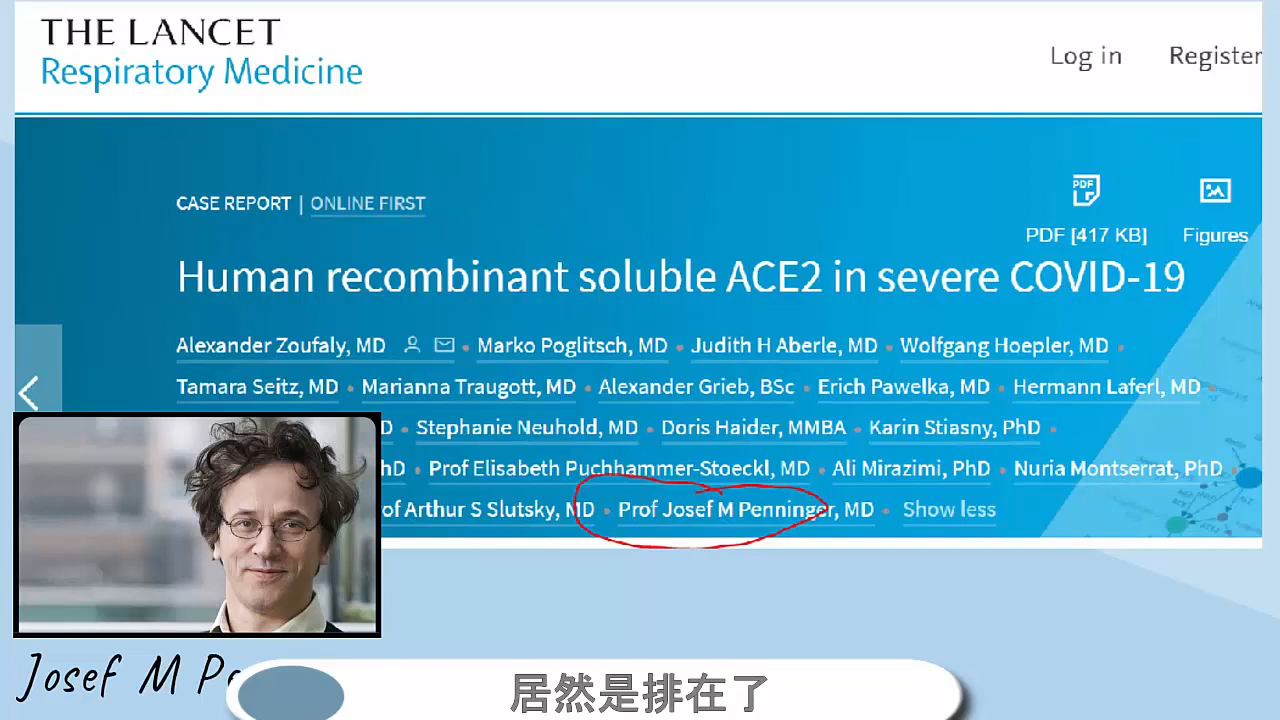 THE LANCET
Respiratory Medicine
Log in
Register
CASE REPORT | ONLINE FIRST
PDF
PDF [417 KB]
Figures
Human recombinant soluble ACE2 in severe COVID-19
Alexander Zoufaly, MD • Marko Poglitsch, MD • Judith H Aberle, MD • Wolfgang Hoepler, MD •
Tamara Seitz, MD • Marianna Traugott, MD • Alexander Grieb, BSc • Erich Pawelka, MD • Hermann Laferl, MD •
D • Stephanie Neuhold, MD • Doris Haider, MMBA • Karin Stiasny, PhD •
hD • Prof Elisabeth Puchhammer-Stoeckl, MD • Ali Mirazimi, PhD • Nuria Montserrat, PhD •
of Arthur S Slutsky, MD • Prof Josef M Penninger, MD • Show less
Josef M Pe
居然是排在了